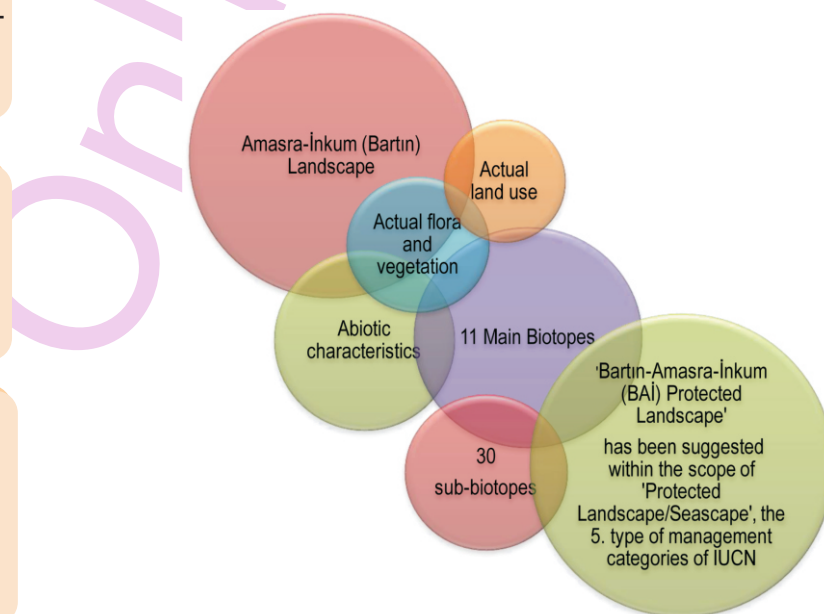 Amasra-İnkum (Bartın)
Landscape
Actual
land use
Actual flora
and
vegetation
Abiotic
characteristics
11 Main Biotopes
30
sub-biotopes
'Bartın-Amasra-İnkum
(BAİ) Protected
Landscape'
has been suggested
within the scope of
'Protected
Landscape/Seascape', the
5. type of management
categories of IUCN